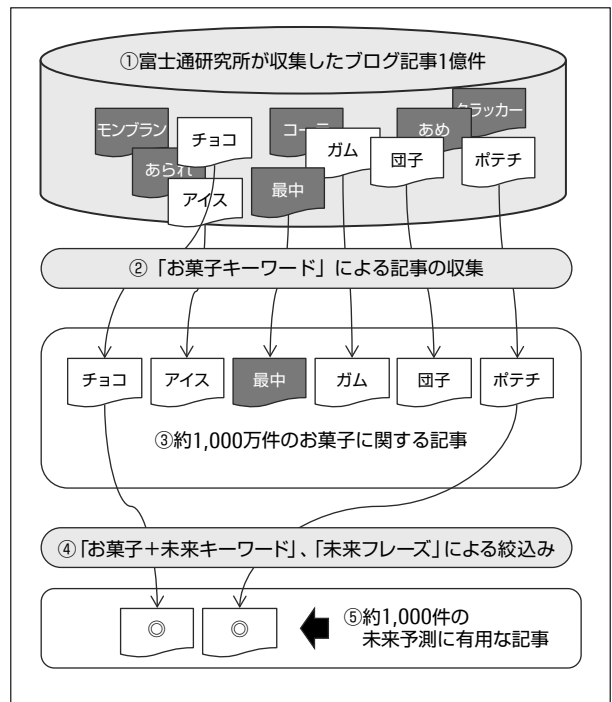 ①富士通研究所が収集したブログ記事1億件
モンブラン
チョコ
あられ
アイス
コーラ
ガム
最中
あめ
クラッカー
団子
ポテチ
②「お菓子キーワード」による記事の収集
チョコ
アイス
最中
ガム
団子
ポテチ
③約1,000万件のお菓子に関する記事
④「お菓子+未来キーワード」、「未来フレーズ」による絞込み
◎
◎
⑤約1,000件の
未来予測に有用な記事